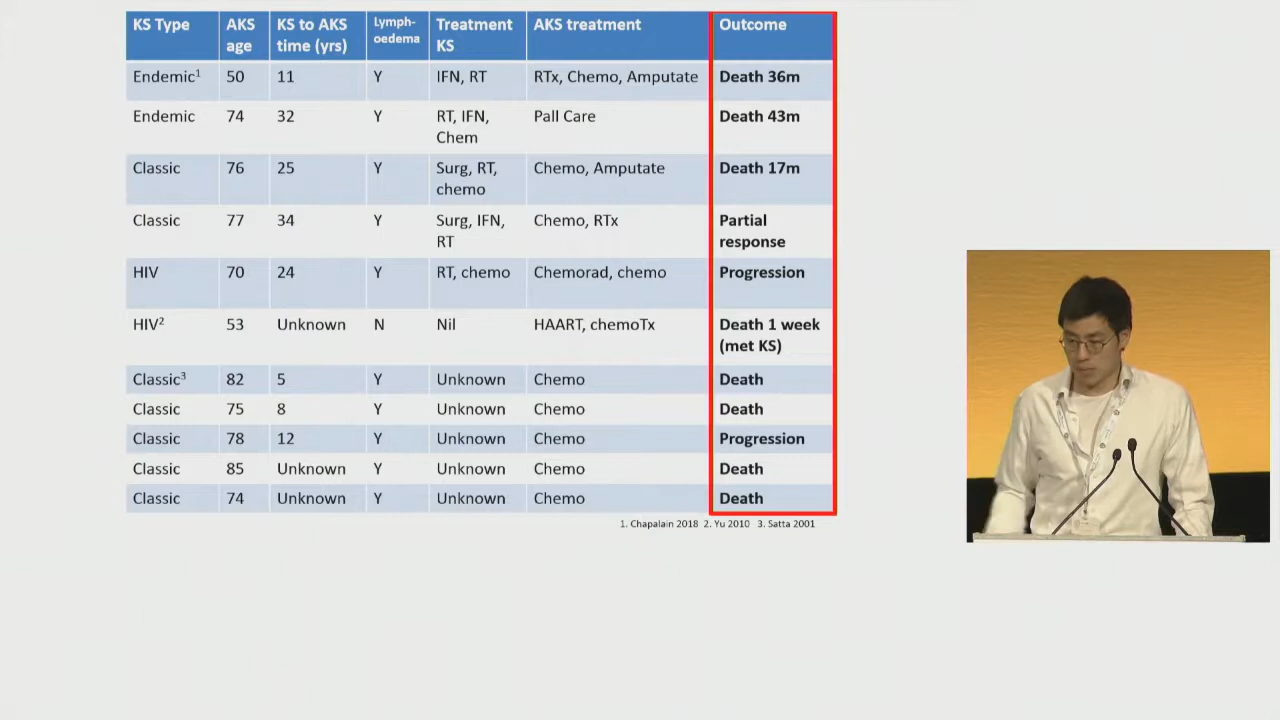 KS Type AKS age KS to AKS time (yrs) Lymph-oedema Treatment KS AKS treatment Outcome
Endemic¹ 50 11 Y IFN, RT RTx, Chemo, Amputate Death 36m
Endemic 74 32 Y RT, IFN, Chem Pall Care Death 43m
Classic 76 25 Y Surg, RT, chemo Chemo, Amputate Death 17m
Classic 77 34 Y Surg, IFN, RT Chemo, RTx Partial response
HIV 70 24 Y RT, chemo Chemorad, chemo Progression
HIV² 53 Unknown N Nil HAART, chemoTx Death 1 week (met KS)
Classic³ 82 5 Y Unknown Chemo Death
Classic 75 8 Y Unknown Chemo Death
Classic 78 12 Y Unknown Chemo Progression
Classic 85 Unknown Y Unknown Chemo Death
Classic 74 Unknown Y Unknown Chemo Death
1. Chapalain 2018 2. Yu 2010 3. Satta 2001